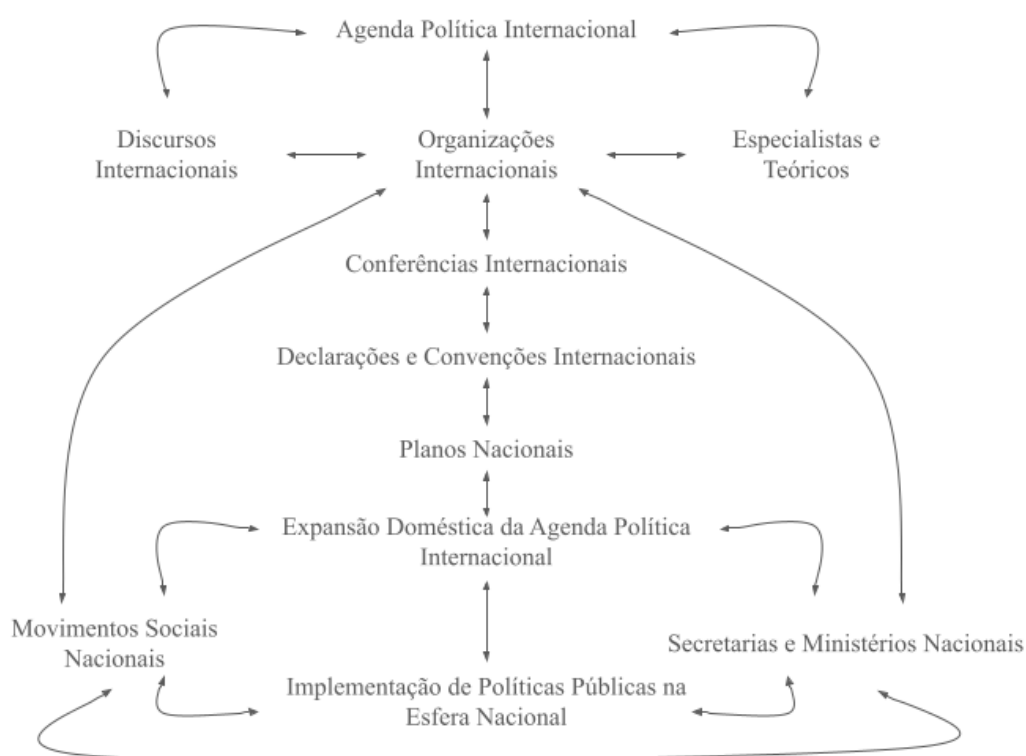 Agenda Política Internacional
Discursos
Internacionais
Organizações
Internacionais
Especialistas e
Teóricos
Conferências Internacionais
Declarações e Convenções Internacionais
Planos Nacionais
Expansão Doméstica da Agenda Política
Internacional
Movimentos Sociais
Nacionais
Secretarias e Ministérios Nacionais
Implementação de Políticas Públicas na
Esfera Nacional